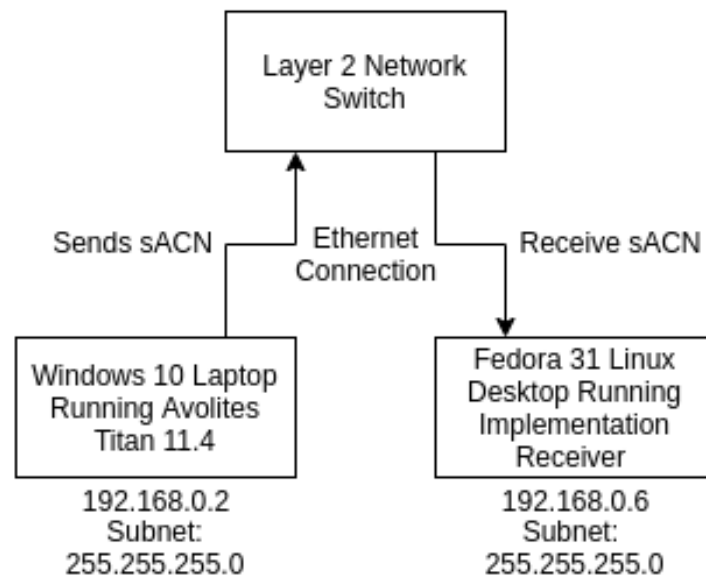 Layer 2 Network
Switch
Sends sACN
Ethernet
Connection
Receive sACN
Windows 10 Laptop
Running Avolites
Titan 11.4
Fedora 31 Linux
Desktop Running
Implementation
Receiver
192.168.0.2
Subnet:
255.255.255.0
192.168.0.6
Subnet:
255.255.255.0